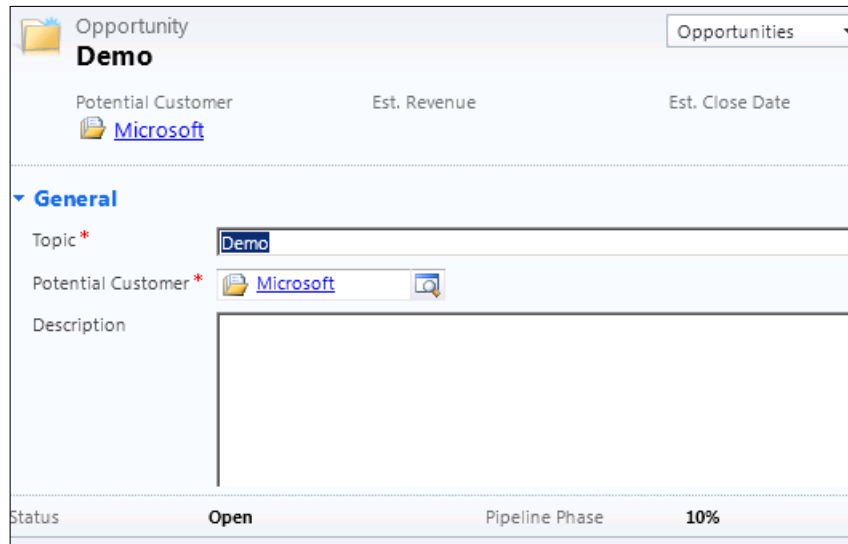 Opportunity
Demo
Opportunities
Potential Customer Est. Revenue Est. Close Date
Microsoft
General
Topic* Demo
Potential Customer* Microsoft
Description
Status Open Pipeline Phase 10%